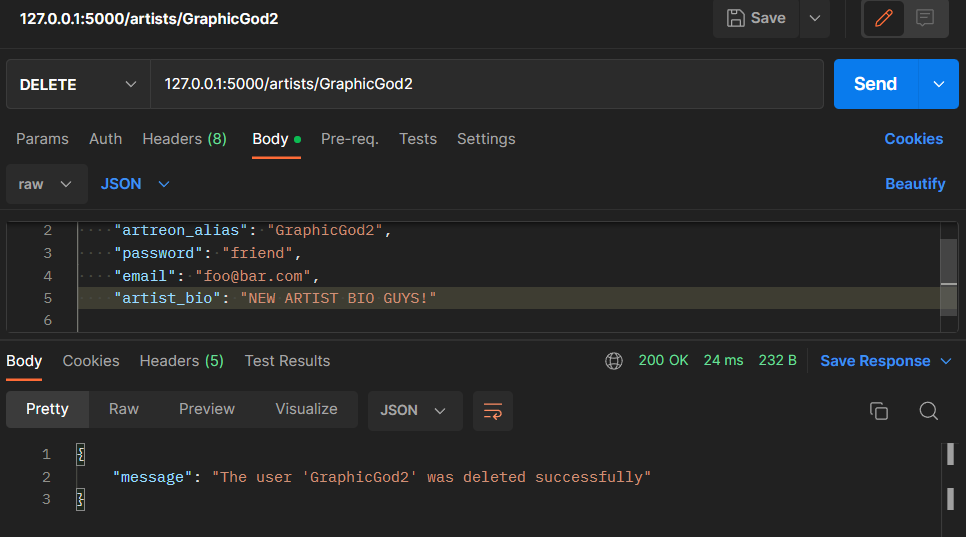 127.0.0.1:5000/artists/GraphicGod2
Save
DELETE
127.0.0.1:5000/artists/GraphicGod2
Send
Params Auth Headers (8) Body Pre-req. Tests Settings Cookies
raw JSON Beautify
2 "artreon_alias": "GraphicGod2",
3 "password": "friend",
4 "email": "foo@bar.com",
5 "artist_bio": "NEW ARTIST BIO GUYS!"
6
Body Cookies Headers (5) Test Results 200 OK 24 ms 232 B Save Response
Pretty Raw Preview Visualize JSON
1 {
2 "message": "The user 'GraphicGod2' was deleted successfully"
3 }